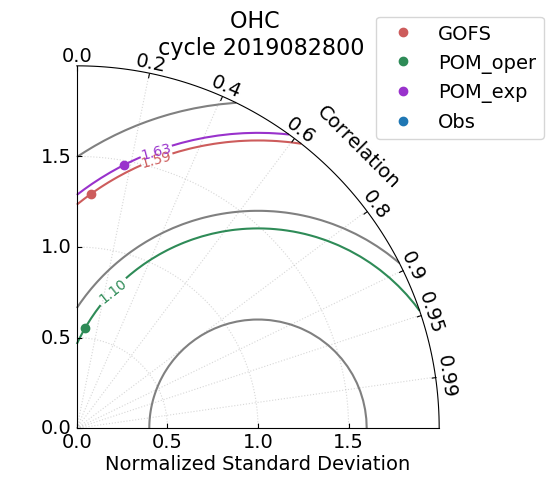 OHC
cycle 2019082800
GOFS
POM_oper
POM_exp
Obs
0.0
0.2
0.4
0.6
0.8
0.9
0.95
0.99
Correlation
1.63
1.59
1.10
1.5
1.0
0.5
0.0
0.0
0.5
1.0
1.5
Normalized Standard Deviation